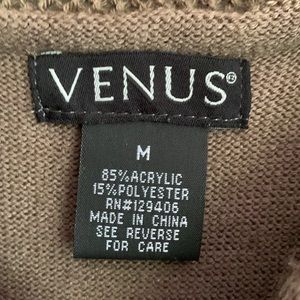 VENUS®
M
85%ACRYLIC
15%POLYESTER
RN#129406
MADE IN CHINA
SEE REVERSE
FOR CARE